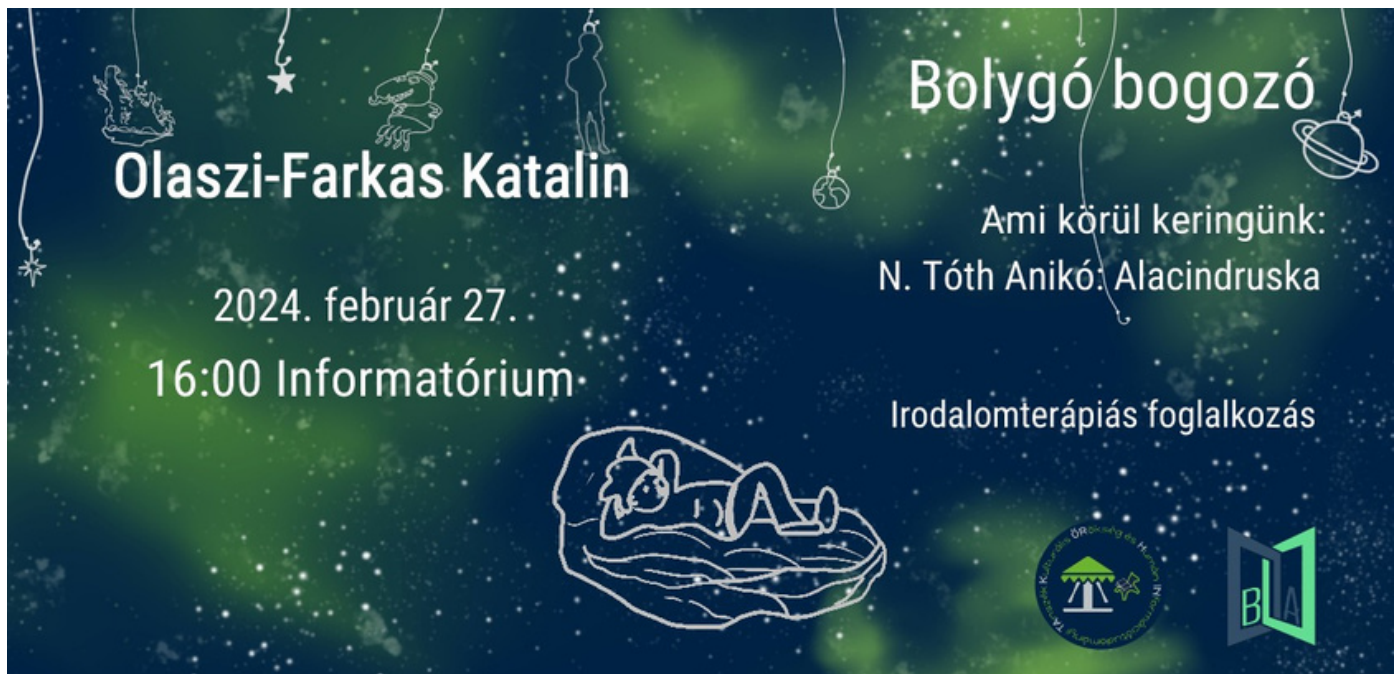 Bolygó bogozó
Olaszi-Farkas Katalin
Ami körül keringünk:
N. Tóth Anikó: Alacindruska
2024. február 27.
16:00 Informatórium
Irodalomterápiás foglalkozás
BLA